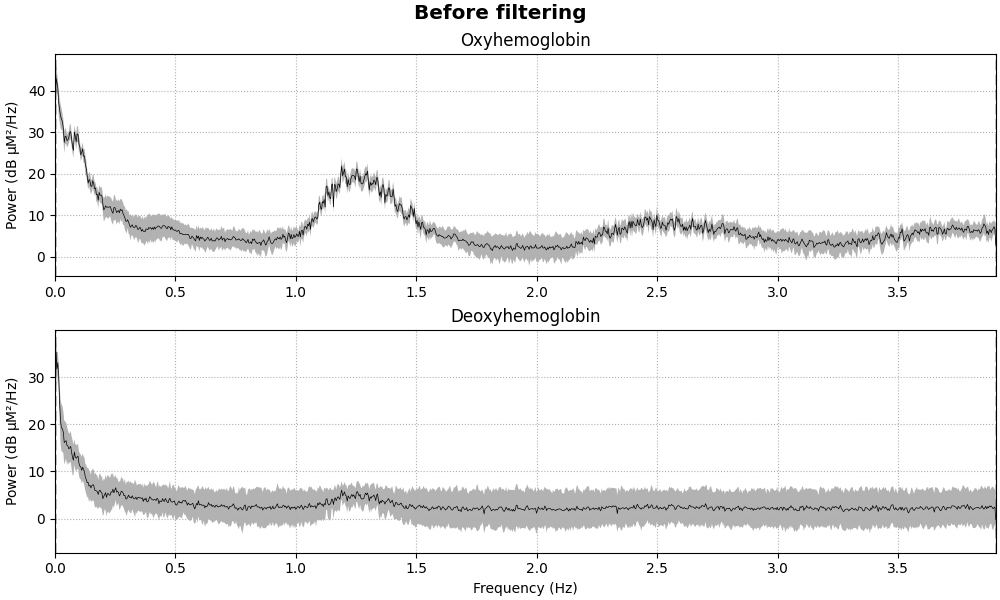 Before filtering
Oxyhemoglobin
Power (dB µM²/Hz)
40
30
20
10
0
0.0 0.5 1.0 1.5 2.0 2.5 3.0 3.5
Deoxyhemoglobin
Power (dB µM²/Hz)
30
20
10
0
0.0 0.5 1.0 1.5 2.0 2.5 3.0 3.5
Frequency (Hz)